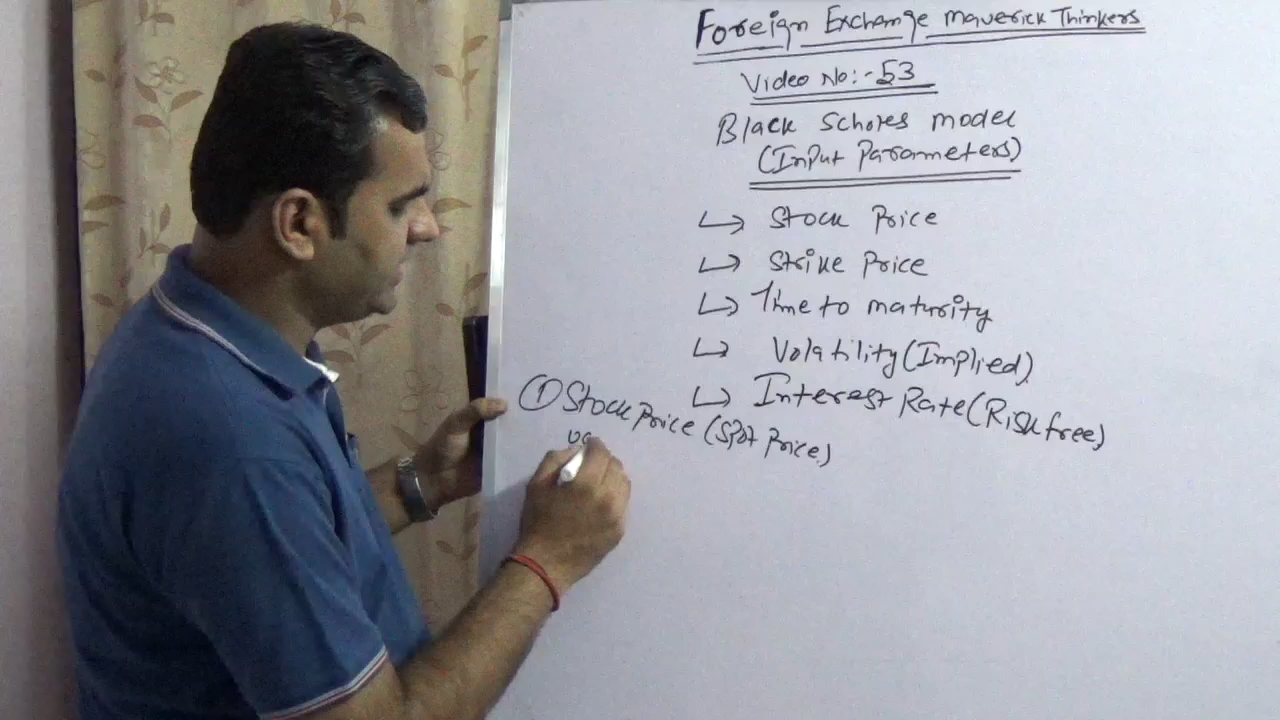 Foreign Exchange Maverick Thinkers
Video No:-53
Black Scholes model
(Input Parameters)
↳ Stock Price
↳ Strike Price
↳ Time to maturity
↳ Volatility (Implied)
↳ Interest Rate (Risk free)
① Stock Price (Spot Price)